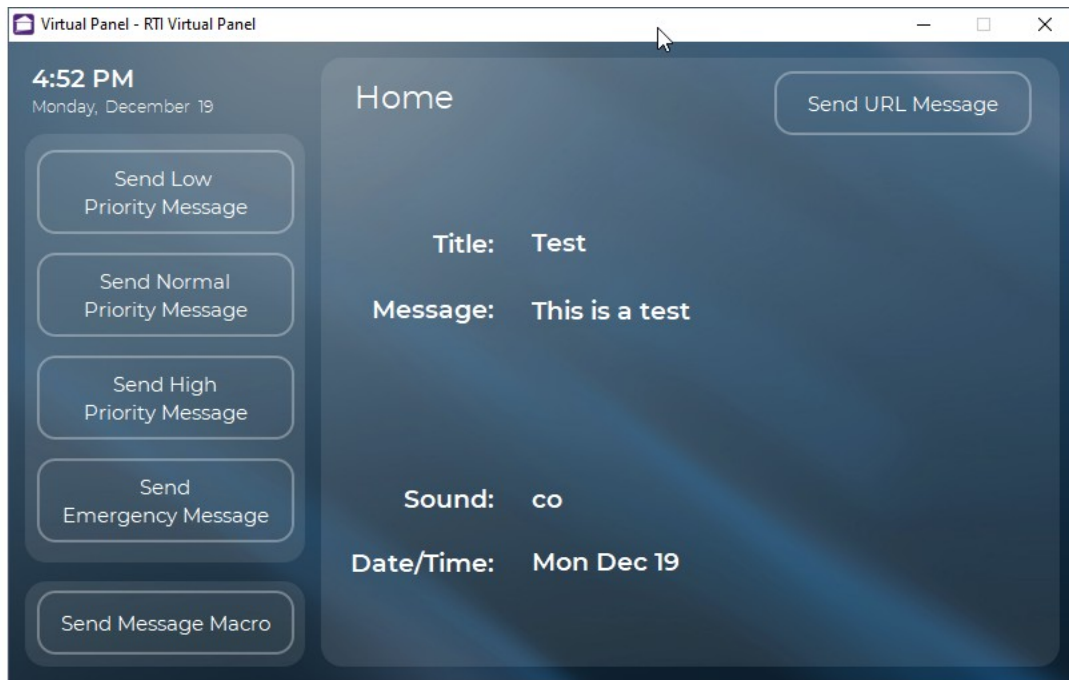 Virtual Panel - RTI Virtual Panel
4:52 PM
Monday, December 19
Send Low
Priority Message
Send Normal
Priority Message
Send High
Priority Message
Send
Emergency Message
Send Message Macro
Home
Send URL Message
Title: Test
Message: This is a test
Sound: co
Date/Time: Mon Dec 19